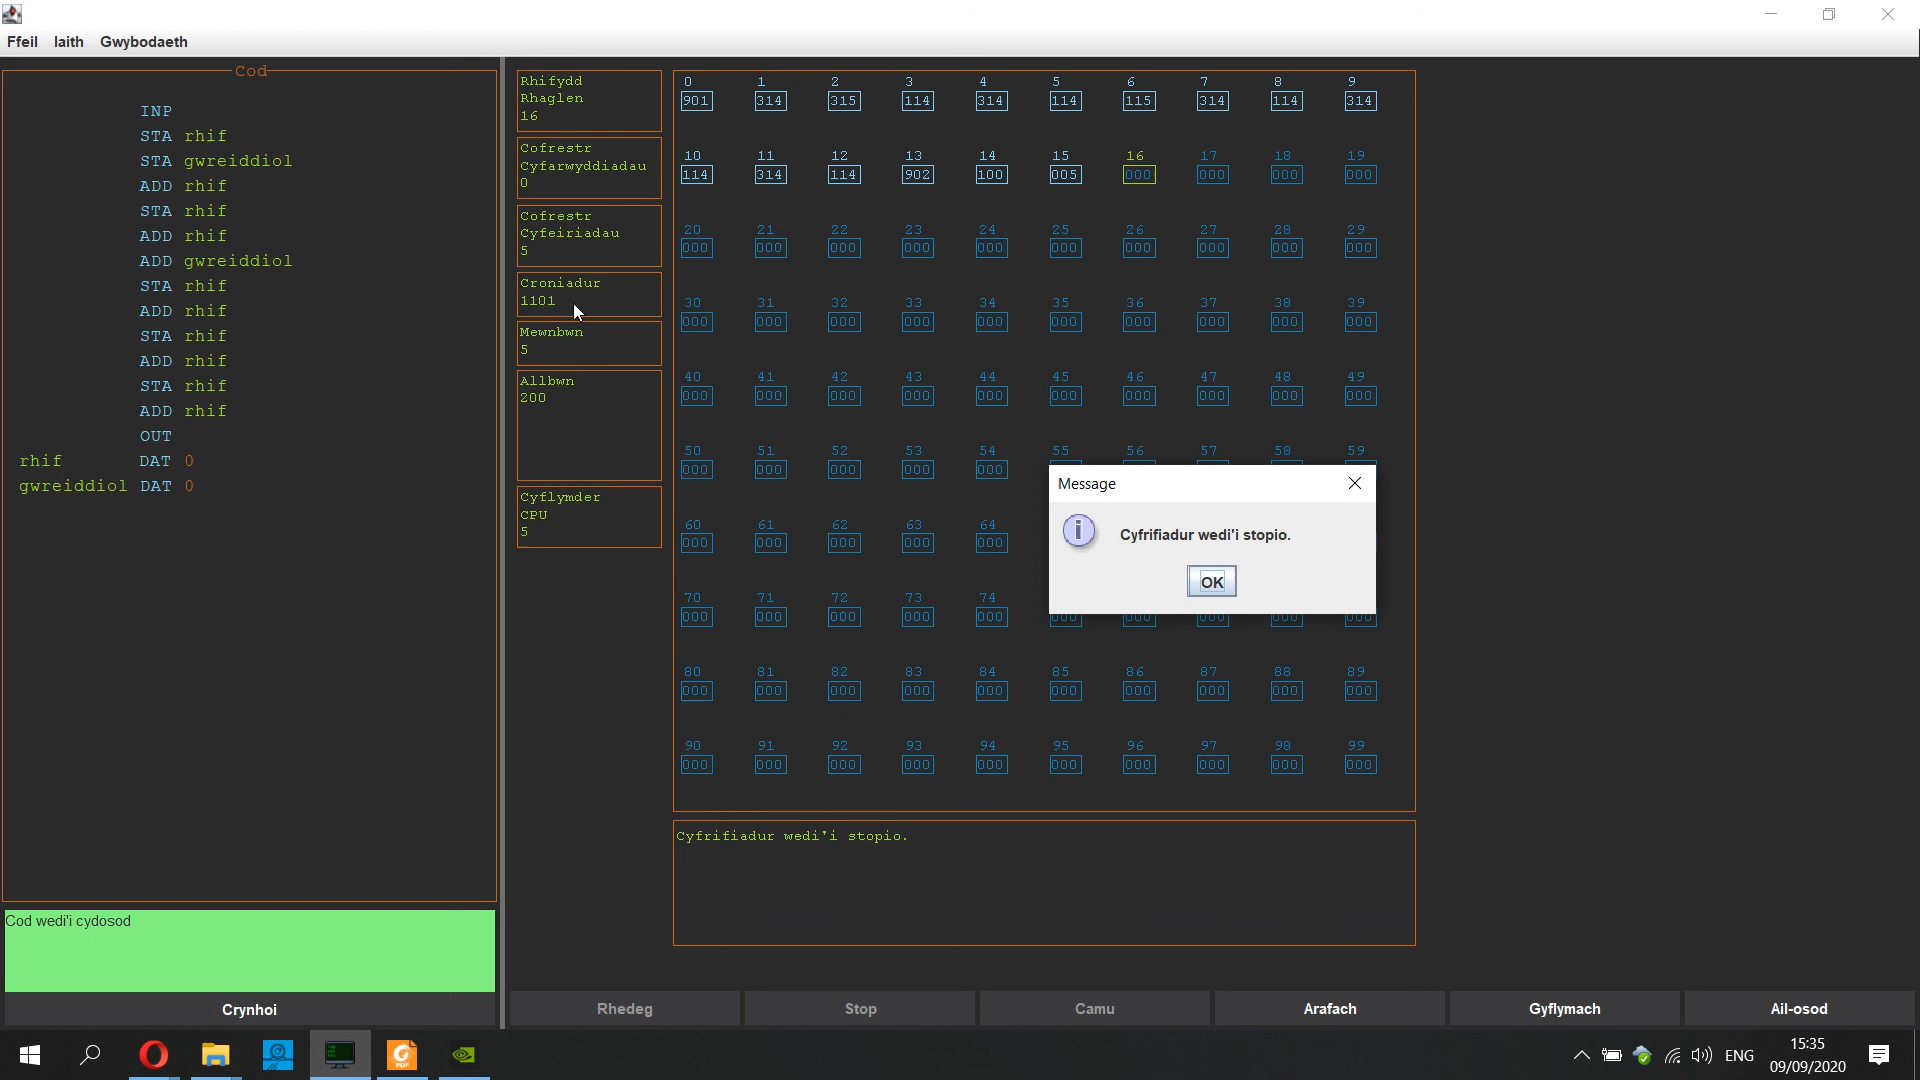 Ffeil Iaith Gwybodaeth
Cod
INP
STA rhif
STA gwreiddiol
ADD rhif
STA rhif
ADD rhif
ADD gwreiddiol
STA rhif
ADD rhif
STA rhif
ADD rhif
STA rhif
ADD rhif
OUT
rhif DAT 0
gwreiddiol DAT 0
Cod wedi'i cydosod
Crynhoi
Rhifydd
Rhaglen
16
Cofrestr
Cyfarwyddiadau
0
Cofrestr
Cyfeiriadau
5
Croniadur
1101
Mewnbwn
5
Allbwn
200
Cyflymder
CPU
5
0 1 2 3 4 5 6 7 8 9
901 314 315 114 314 114 115 314 114 314
10 11 12 13 14 15 16 17 18 19
114 314 114 902 100 005 000 000 000 000
20 21 22 23 24 25 26 27 28 29
000 000 000 000 000 000 000 000 000 000
30 31 32 33 34 35 36 37 38 39
000 000 000 000 000 000 000 000 000 000
40 41 42 43 44 45 46 47 48 49
000 000 000 000 000 000 000 000 000 000
50 51 52 53 54 55 56 57 58 59
000 000 000 000 000
60 61 62 63 64
000 000 000 000 000
70 71 72 73 74
000 000 000 000 000 000 000 000 000 000
80 81 82 83 84 85 86 87 88 89
000 000 000 000 000 000 000 000 000 000
90 91 92 93 94 95 96 97 98 99
000 000 000 000 000 000 000 000 000 000
Message
Cyfrifiadur wedi'i stopio.
OK
Cyfrifiadur wedi'i stopio.
Rhedeg Stop Camu Arafach Gyflymach Ail-osod
ENG
15:35
09/09/2020